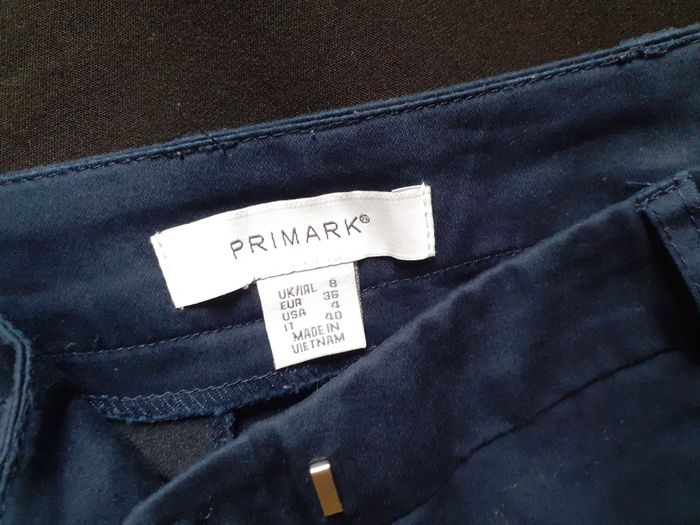 PRIMARK®
UK/IRL 8
EUR 36
USA 4
IT 40
MADE IN
VIETNAM